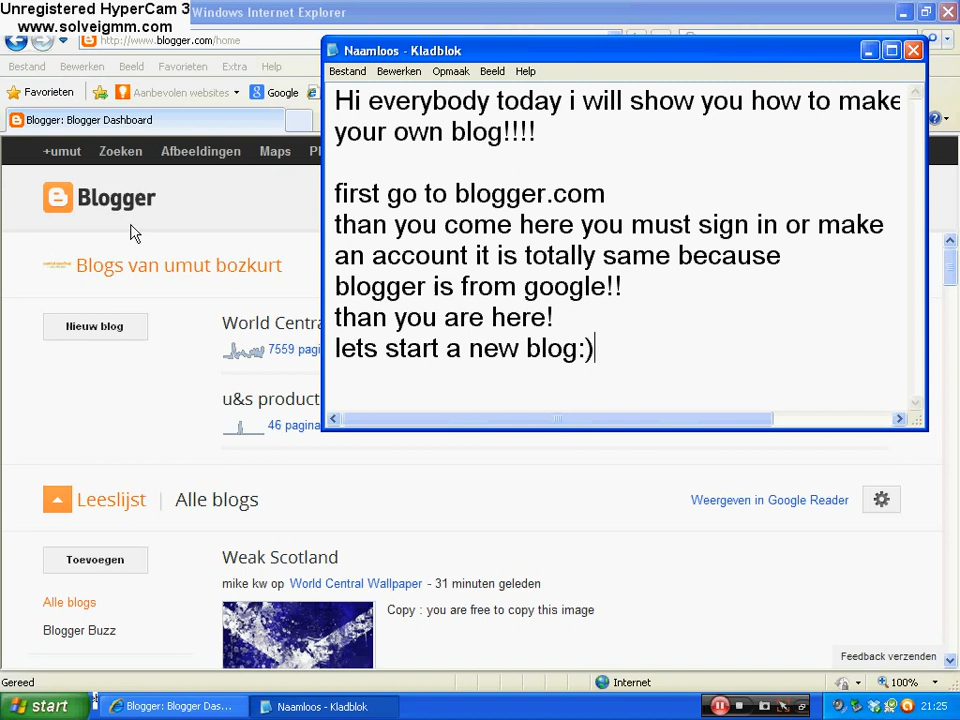 Unregistered HyperCam 3
www.solveigmm.com
Windows Internet Explorer
http://www.blogger.com/home
Bestand Bewerken Beeld Favorieten Extra Help
Favorieten Aanbevolen websites Google
Blogger: Blogger Dashboard
+umut Zoeken Afbeeldingen Maps
Blogger
Blogs van umut bozkurt
Nieuw blog
World Centra
7559 pagi
u&s product
46 pagina
Naamloos - Kladblok
Bestand Bewerken Opmaak Beeld Help
Hi everybody today i will show you how to make
your own blog!!!!
first go to blogger.com
than you come here you must sign in or make
an account it is totally same because
blogger is from google!!
than you are here!
lets start a new blog:)
Leeslijst | Alle blogs
Weergeven in Google Reader
Toevoegen
Alle blogs
Blogger Buzz
Weak Scotland
mike kw op World Central Wallpaper - 31 minuten geleden
Copy : you are free to copy this image
Feedback verzenden
Gereed
Internet
100%
start
Blogger: Blogger Das...
Naamloos - Kladblok
21:25